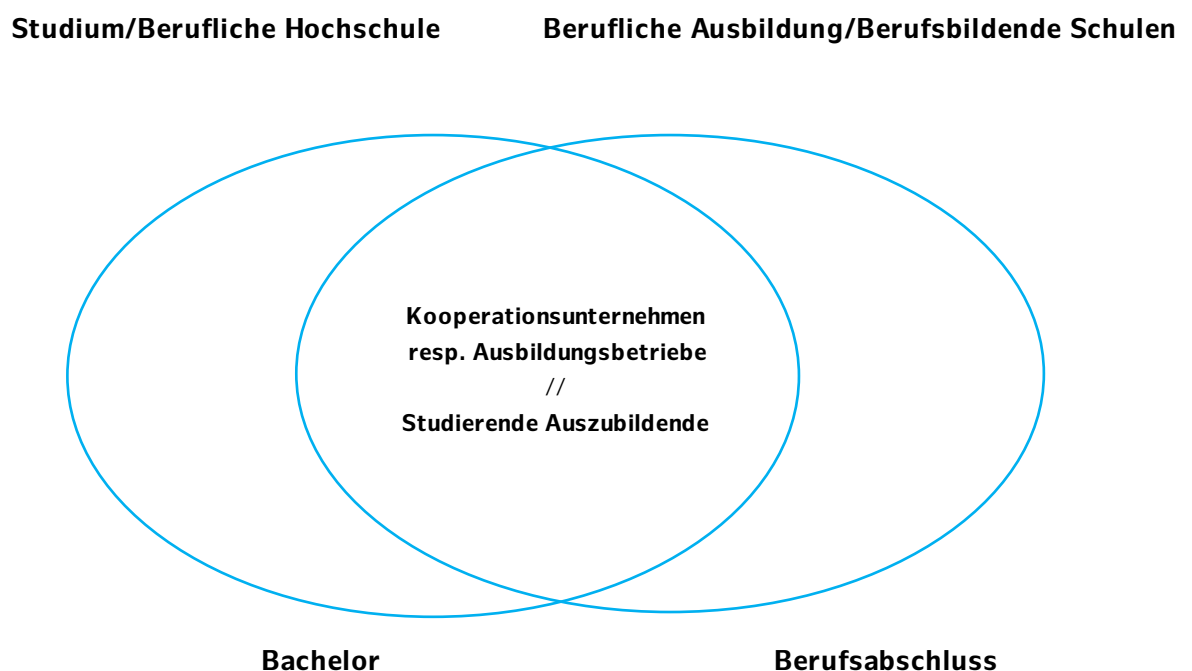 Studium/Berufliche Hochschule
Berufliche Ausbildung/Berufsbildende Schulen
Kooperationsunternehmen
resp. Ausbildungsbetriebe
//
Studierende Auszubildende
Bachelor
Berufsabschluss